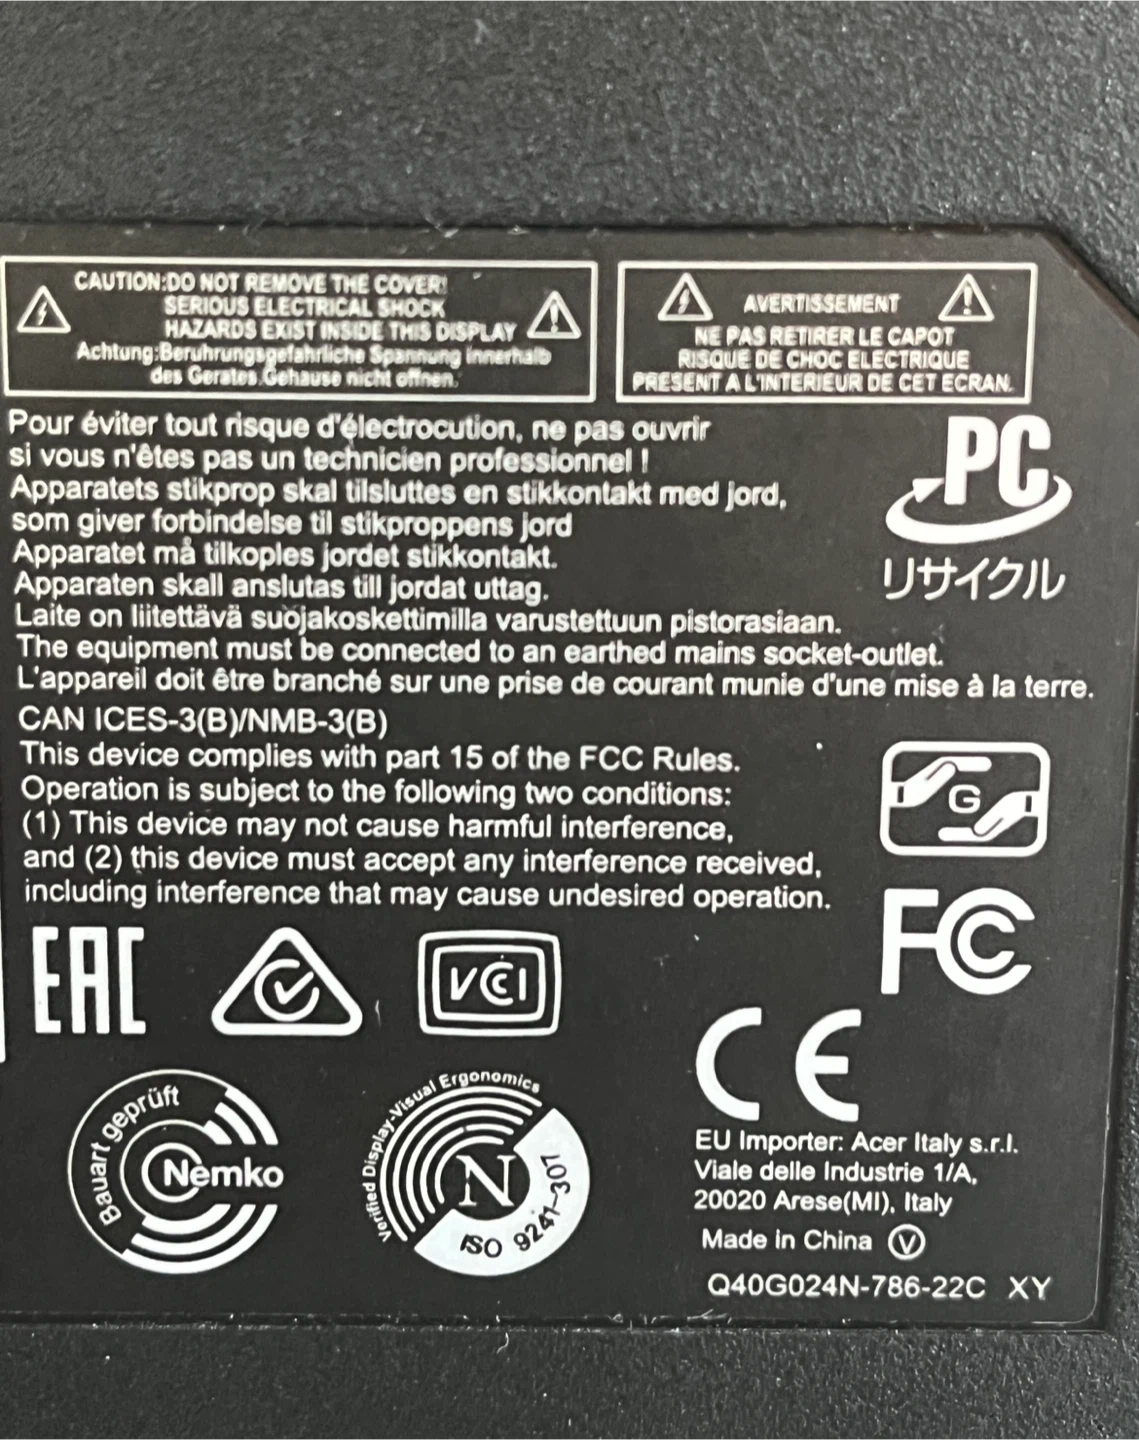 CAUTION:DO NOT REMOVE THE COVER!
SERIOUS ELECTRICAL SHOCK
HAZARDS EXIST INSIDE THIS DISPLAY
Achtung:Beruhrungsgefahrliche Spannung innerhalb
des Gerates.Gehause nicht offnen.
AVERTISSEMENT
NE PAS RETIRER LE CAPOT
RISQUE DE CHOC ELECTRIQUE
PRESENT A L'INTERIEUR DE CET ECRAN.
Pour éviter tout risque d'électrocution, ne pas ouvrir
si vous n'êtes pas un technicien professionnel !
Apparatets stikprop skal tilsluttes en stikkontakt med jord,
som giver forbindelse til stikproppens jord
Apparatet må tilkoples jordet stikkontakt.
Apparaten skall anslutas till jordat uttag.
Laite on liitettävä suojakoskettimilla varustettuun pistorasiaan.
The equipment must be connected to an earthed mains socket-outlet.
L'appareil doit être branché sur une prise de courant munie d'une mise à la terre.
PC
リサイクル
CAN ICES-3(B)/NMB-3(B)
This device complies with part 15 of the FCC Rules.
Operation is subject to the following two conditions:
(1) This device may not cause harmful interference,
and (2) this device must accept any interference received,
including interference that may cause undesired operation.
G
FC
EAC
VCCI
CE
Bauart geprüft
Nemko
Verified Display-Visual Ergonomics
N
ISO 9241-307
EU Importer: Acer Italy s.r.l.
Viale delle Industrie 1/A,
20020 Arese(MI), Italy
Made in China V
Q40G024N-786-22C XY